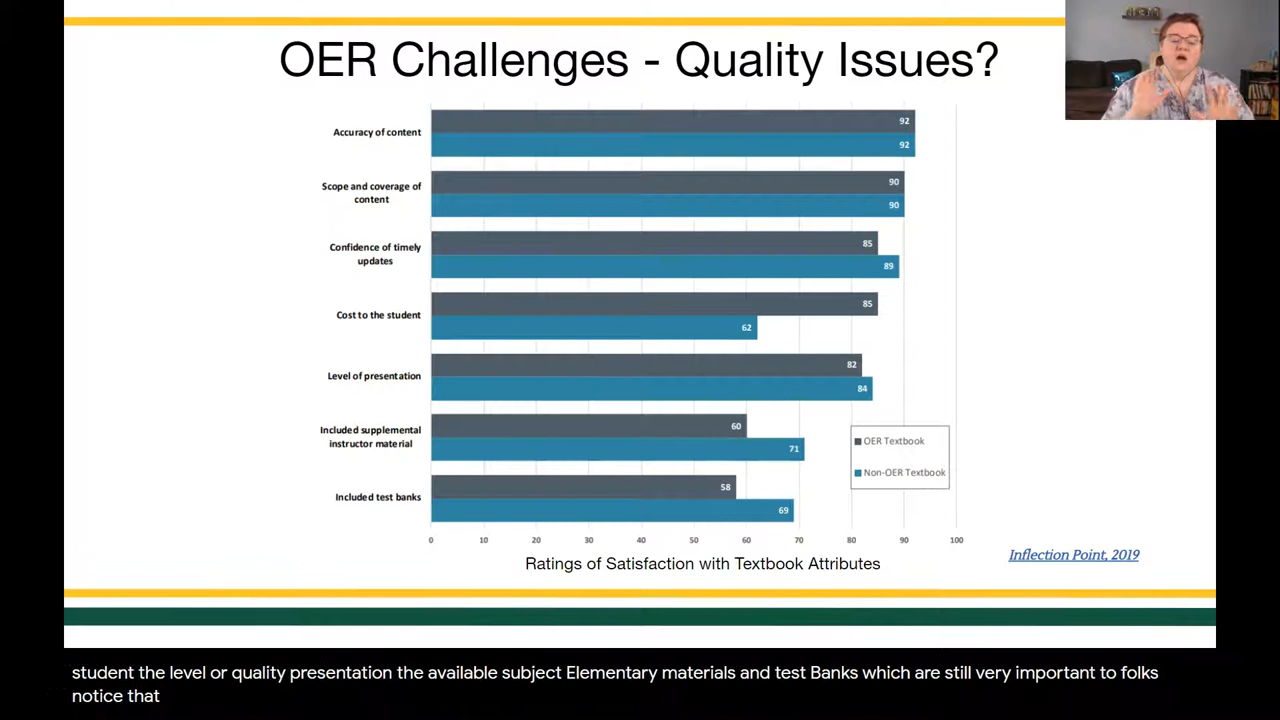 OER Challenges - Quality Issues?
Accuracy of content
92
92
Scope and coverage of
content
90
90
Confidence of timely
updates
85
89
Cost to the student
85
62
Level of presentation
82
84
Included supplemental
instructor material
60
71
Included test banks
58
69
OER Textbook
Non-OER Textbook
0 10 20 30 40 50 60 70 80 90 100
Ratings of Satisfaction with Textbook Attributes
Inflection Point, 2019
student the level or quality presentation the available subject Elementary materials and test Banks which are still very important to folks
notice that